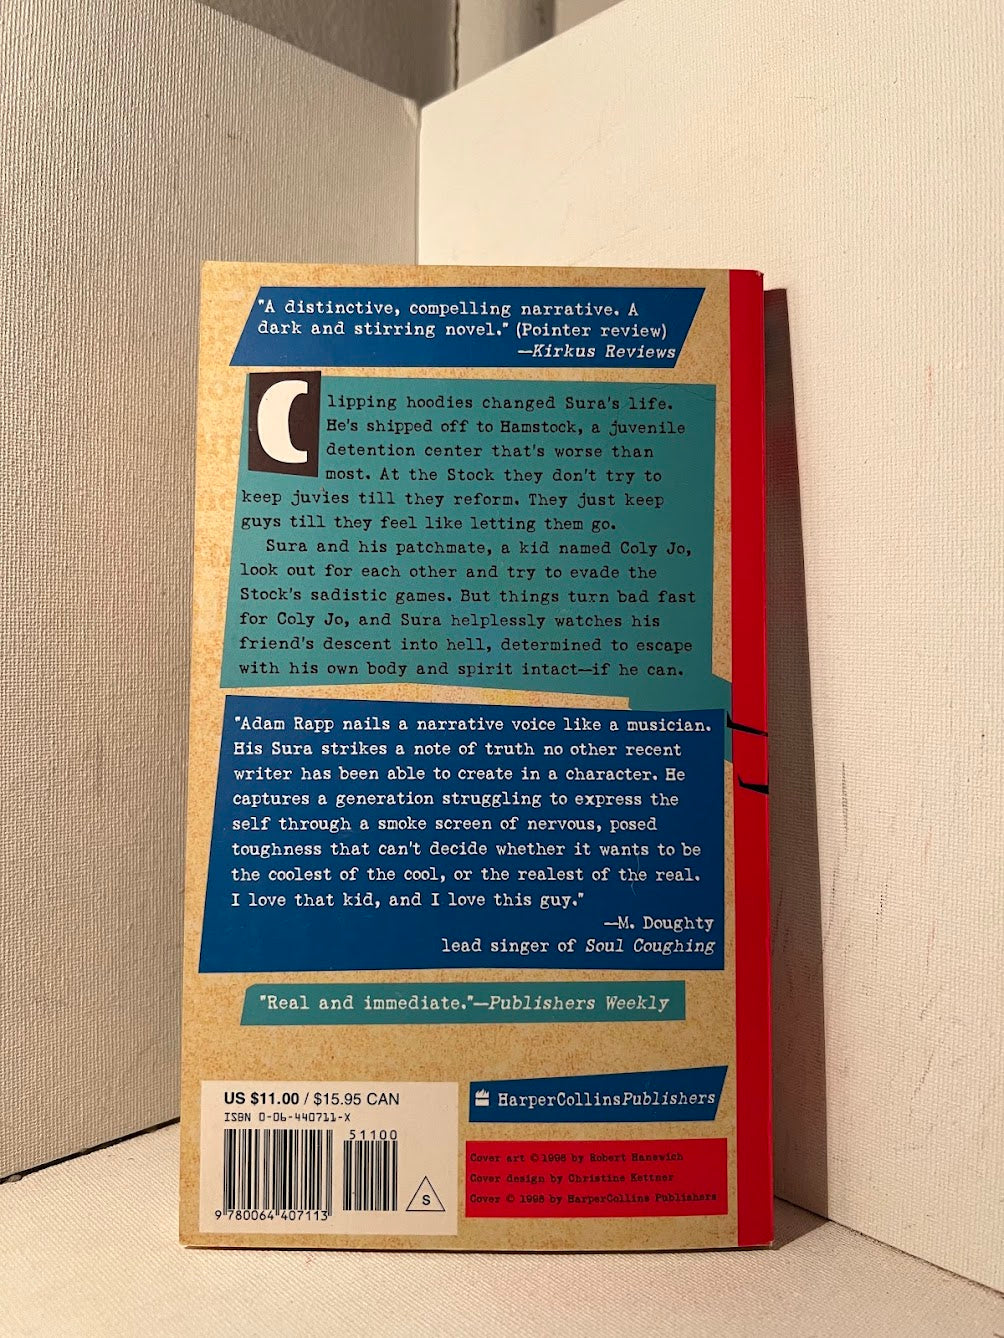 "A distinctive, compelling narrative. A
dark and stirring novel." (Pointer review)
—Kirkus Reviews
Clipping hoodies changed Sura's life.
He's shipped off to Hamstock, a juvenile
detention center that's worse than
most. At the Stock they don't try to
keep juvies till they reform. They just keep
guys till they feel like letting them go.
Sura and his patchmate, a kid named Coly Jo,
look out for each other and try to evade the
Stock's sadistic games. But things turn bad fast
for Coly Jo, and Sura helplessly watches his
friend's descent into hell, determined to escape
with his own body and spirit intact—if he can.
"Adam Rapp nails a narrative voice like a musician.
His Sura strikes a note of truth no other recent
writer has been able to create in a character. He
captures a generation struggling to express the
self through a smoke screen of nervous, posed
toughness that can't decide whether it wants to be
the coolest of the cool, or the realest of the real.
I love that kid, and I love this guy."
—M. Doughty
lead singer of Soul Coughing
"Real and immediate."—Publishers Weekly
US $11.00 / $15.95 CAN
ISBN 0-06-440711-X
51100
9 780064 407113
S
HarperCollinsPublishers
Cover art © 1998 by Robert Hanewich
Cover design by Christine Kettner
Cover © 1998 by HarperCollins Publishers